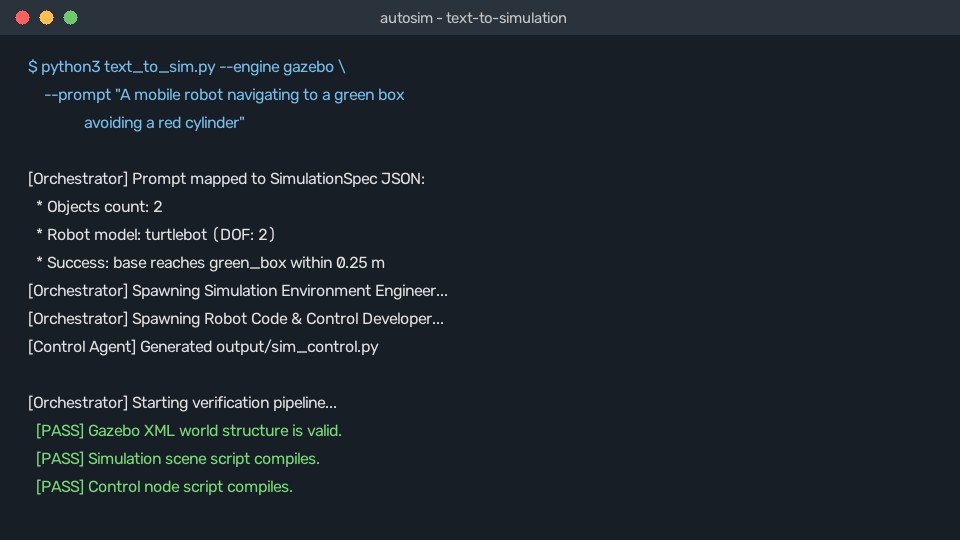 autosim - text-to-simulation
$ python3 text_to_sim.py --engine gazebo \
--prompt "A mobile robot navigating to a green box
avoiding a red cylinder"
[Orchestrator] Prompt mapped to SimulationSpec JSON:
* Objects count: 2
* Robot model: turtlebot (DOF: 2)
* Success: base reaches green_box within 0.25 m
[Orchestrator] Spawning Simulation Environment Engineer...
[Orchestrator] Spawning Robot Code & Control Developer...
[Control Agent] Generated output/sim_control.py
[Orchestrator] Starting verification pipeline...
[PASS] Gazebo XML world structure is valid.
[PASS] Simulation scene script compiles.
[PASS] Control node script compiles.